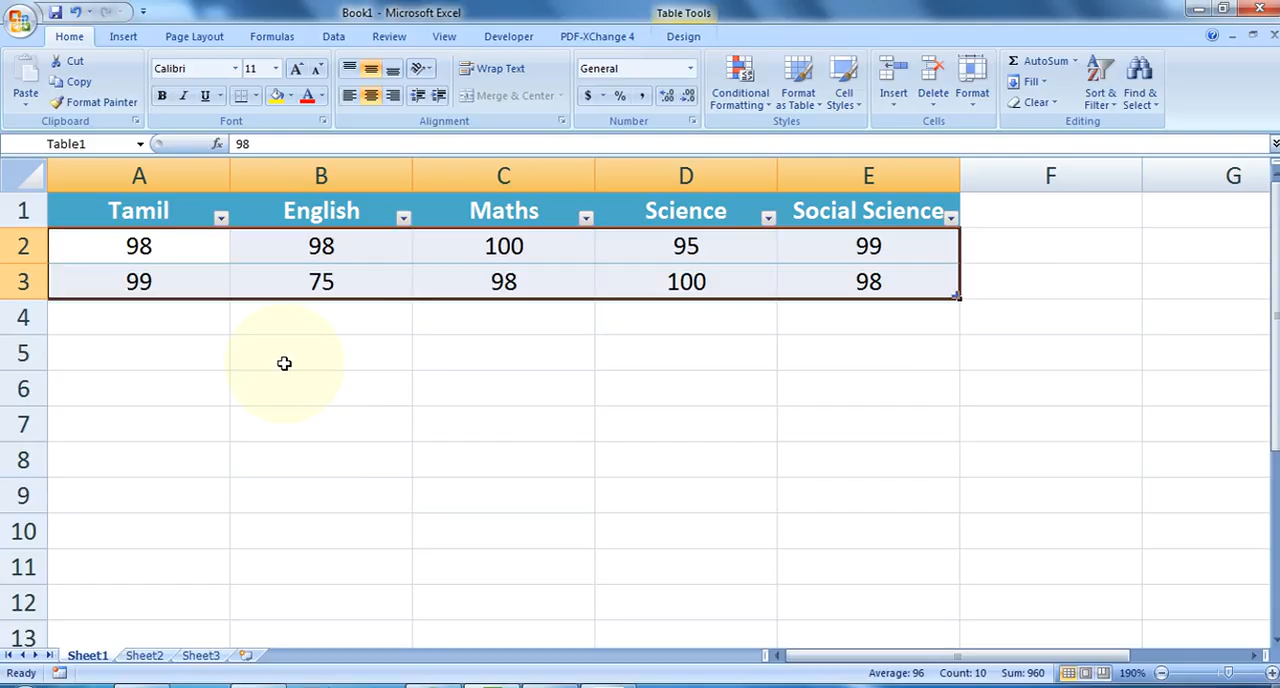 Book1 - Microsoft Excel
Table Tools
Home Insert Page Layout Formulas Data Review View Developer PDF-XChange 4 Design
Paste
Cut
Copy
Format Painter
Clipboard
Calibri 11
B I U
Font
Wrap Text
Merge & Center
Alignment
General
$ % ,
Number
Conditional Formatting
Format as Table
Cell Styles
Styles
Insert Delete Format
Cells
Σ AutoSum
Fill
Clear
Sort & Filter
Find & Select
Editing
Table1 fx 98
A B C D E F G
1 Tamil English Maths Science Social Science
2 98 98 100 95 99
3 99 75 98 100 98
4
5
6
7
8
9
10
11
12
13
Sheet1 Sheet2 Sheet3
Ready Average: 96 Count: 10 Sum: 960 190%